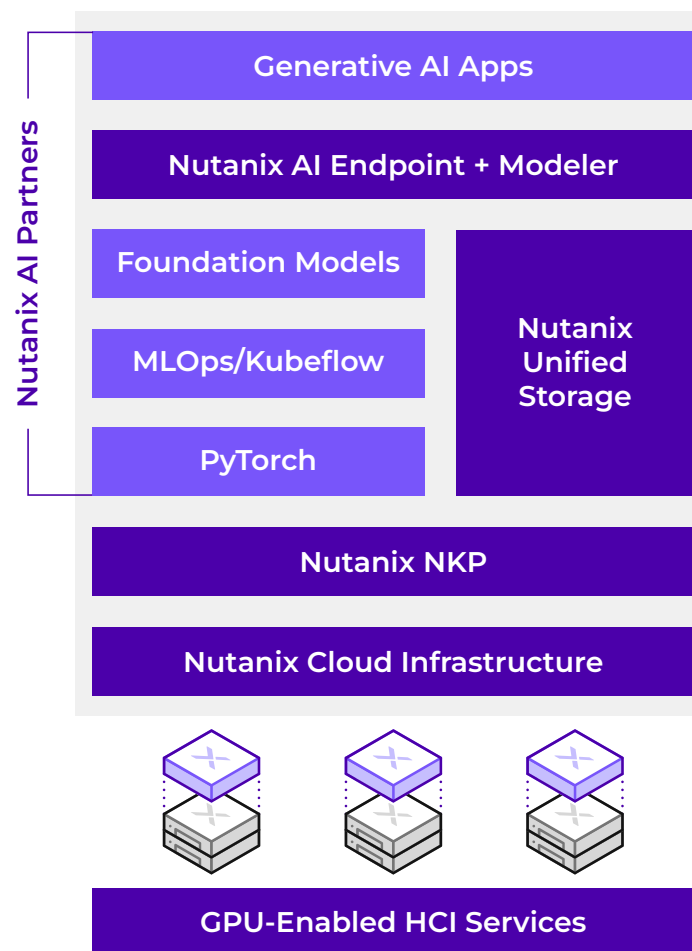 Nutanix AI Partners
Generative AI Apps
Nutanix AI Endpoint + Modeler
Foundation Models
MLOps/Kubeflow
PyTorch
Nutanix
Unified
Storage
Nutanix NKP
Nutanix Cloud Infrastructure
GPU-Enabled HCI Services